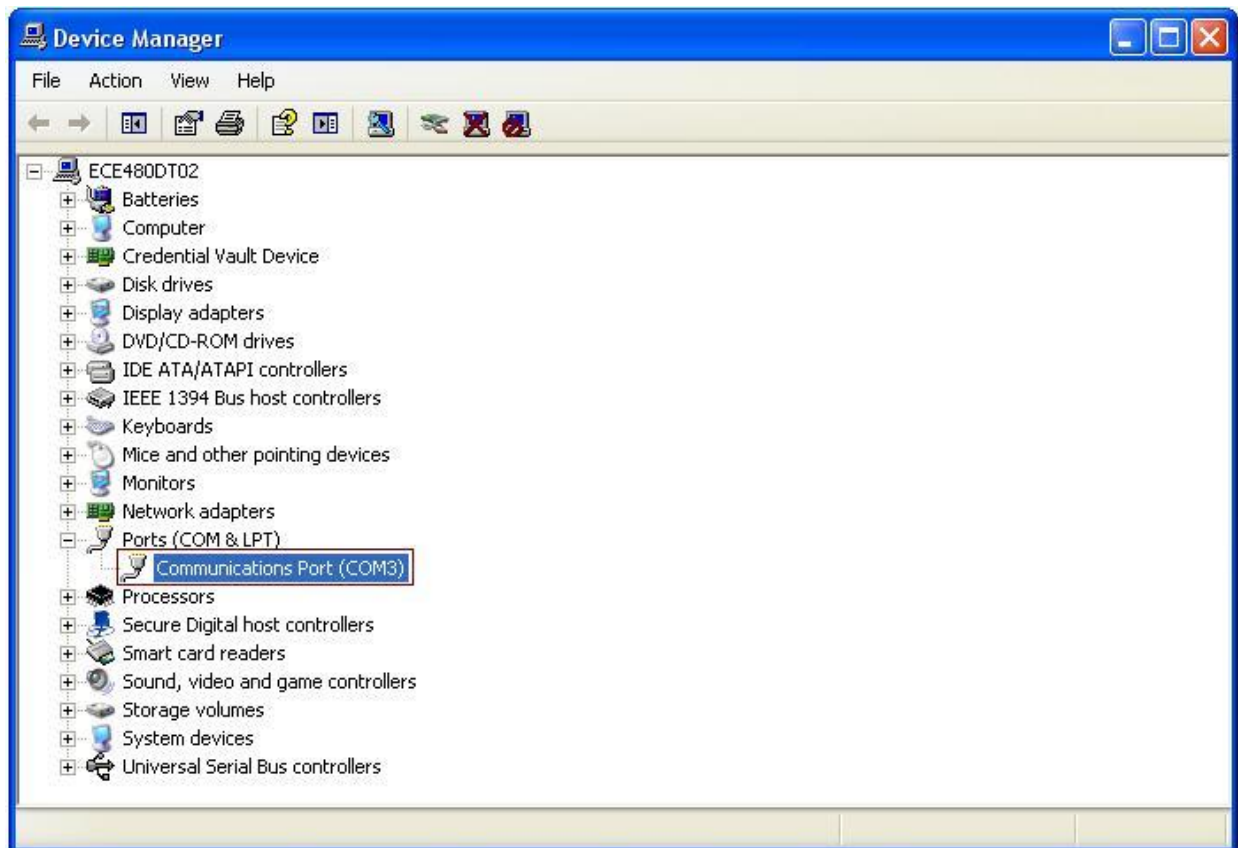 Device Manager
File Action View Help
ECE480DT02
Batteries
Computer
Credential Vault Device
Disk drives
Display adapters
DVD/CD-ROM drives
IDE ATA/ATAPI controllers
IEEE 1394 Bus host controllers
Keyboards
Mice and other pointing devices
Monitors
Network adapters
Ports (COM & LPT)
Communications Port (COM3)
Processors
Secure Digital host controllers
Smart card readers
Sound, video and game controllers
Storage volumes
System devices
Universal Serial Bus controllers